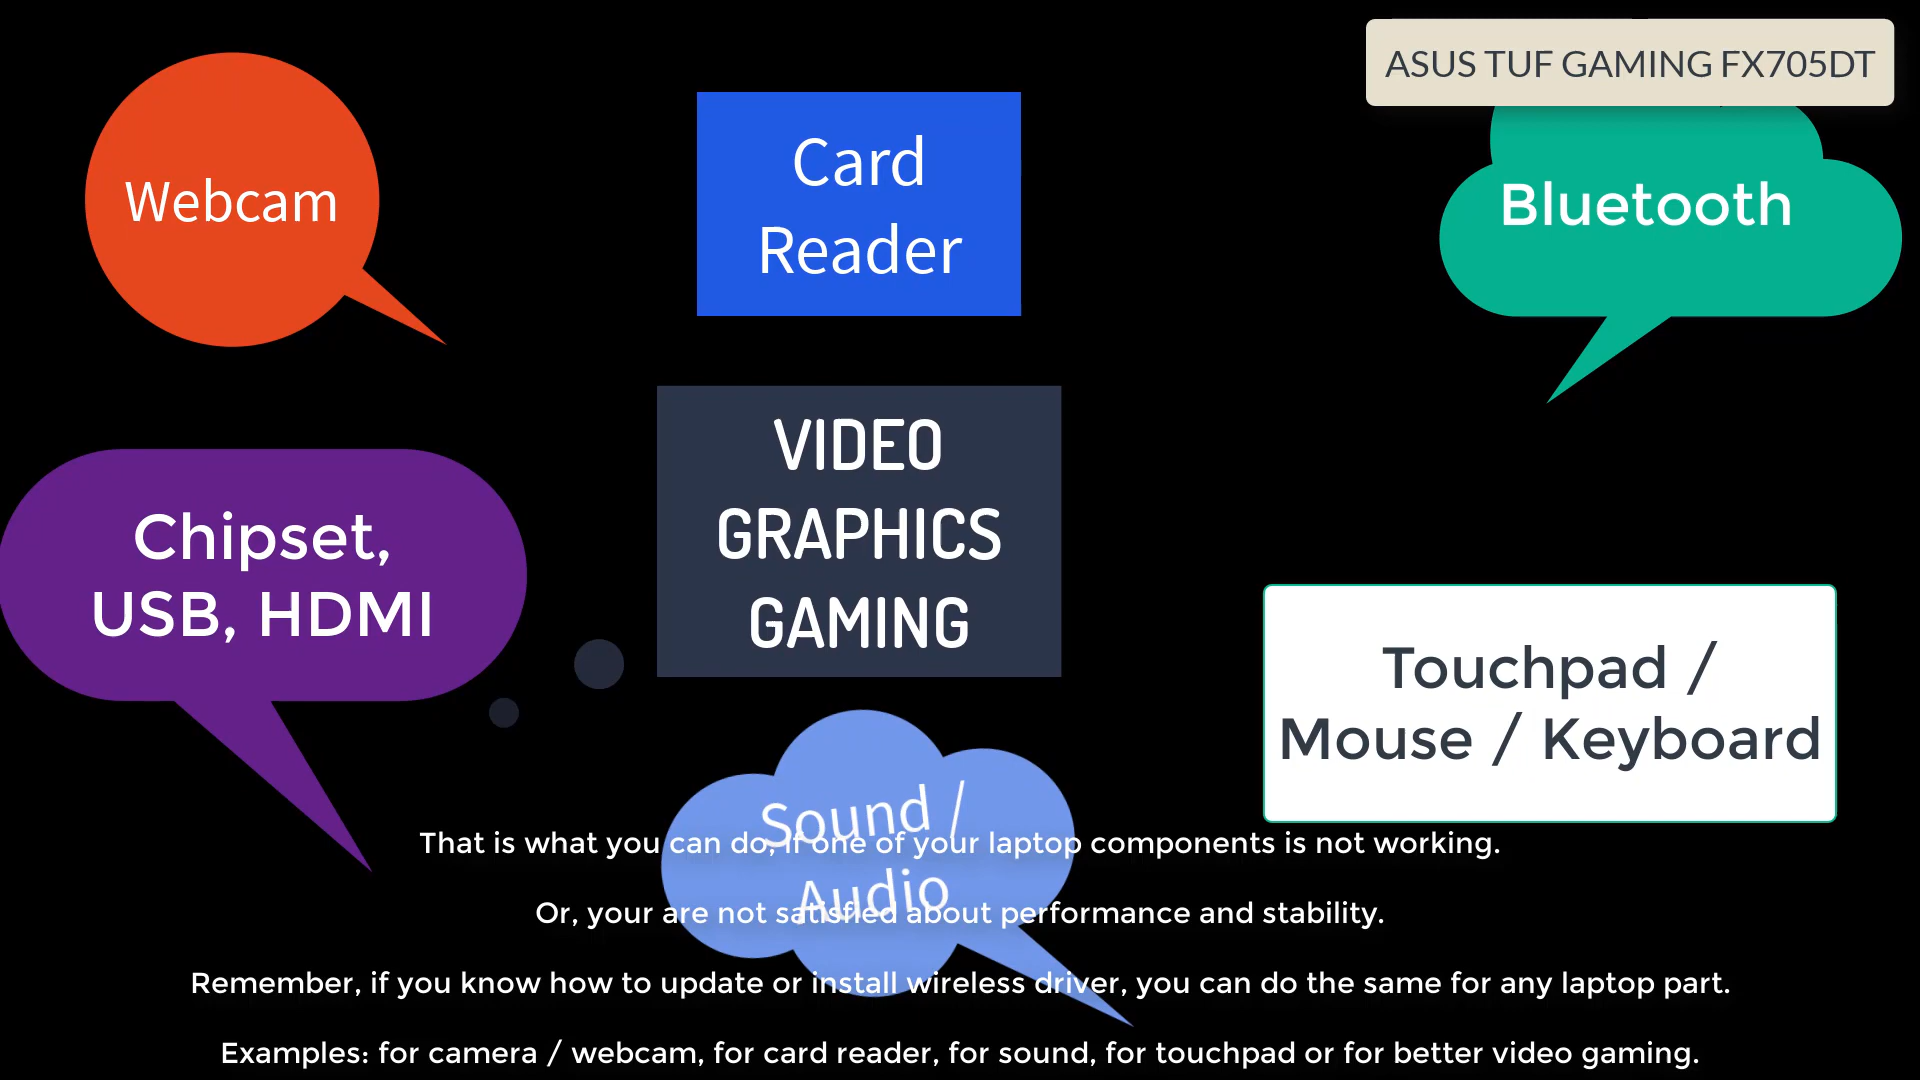 ASUS TUF GAMING FX705DT
Webcam
Card
Reader
Bluetooth
Chipset,
USB, HDMI
VIDEO
GRAPHICS
GAMING
Touchpad /
Mouse / Keyboard
Sound /
Audio
That is what you can do, if one of your laptop components is not working.
Or, your are not satisfied about performance and stability.
Remember, if you know how to update or install wireless driver, you can do the same for any laptop part.
Examples: for camera / webcam, for card reader, for sound, for touchpad or for better video gaming.